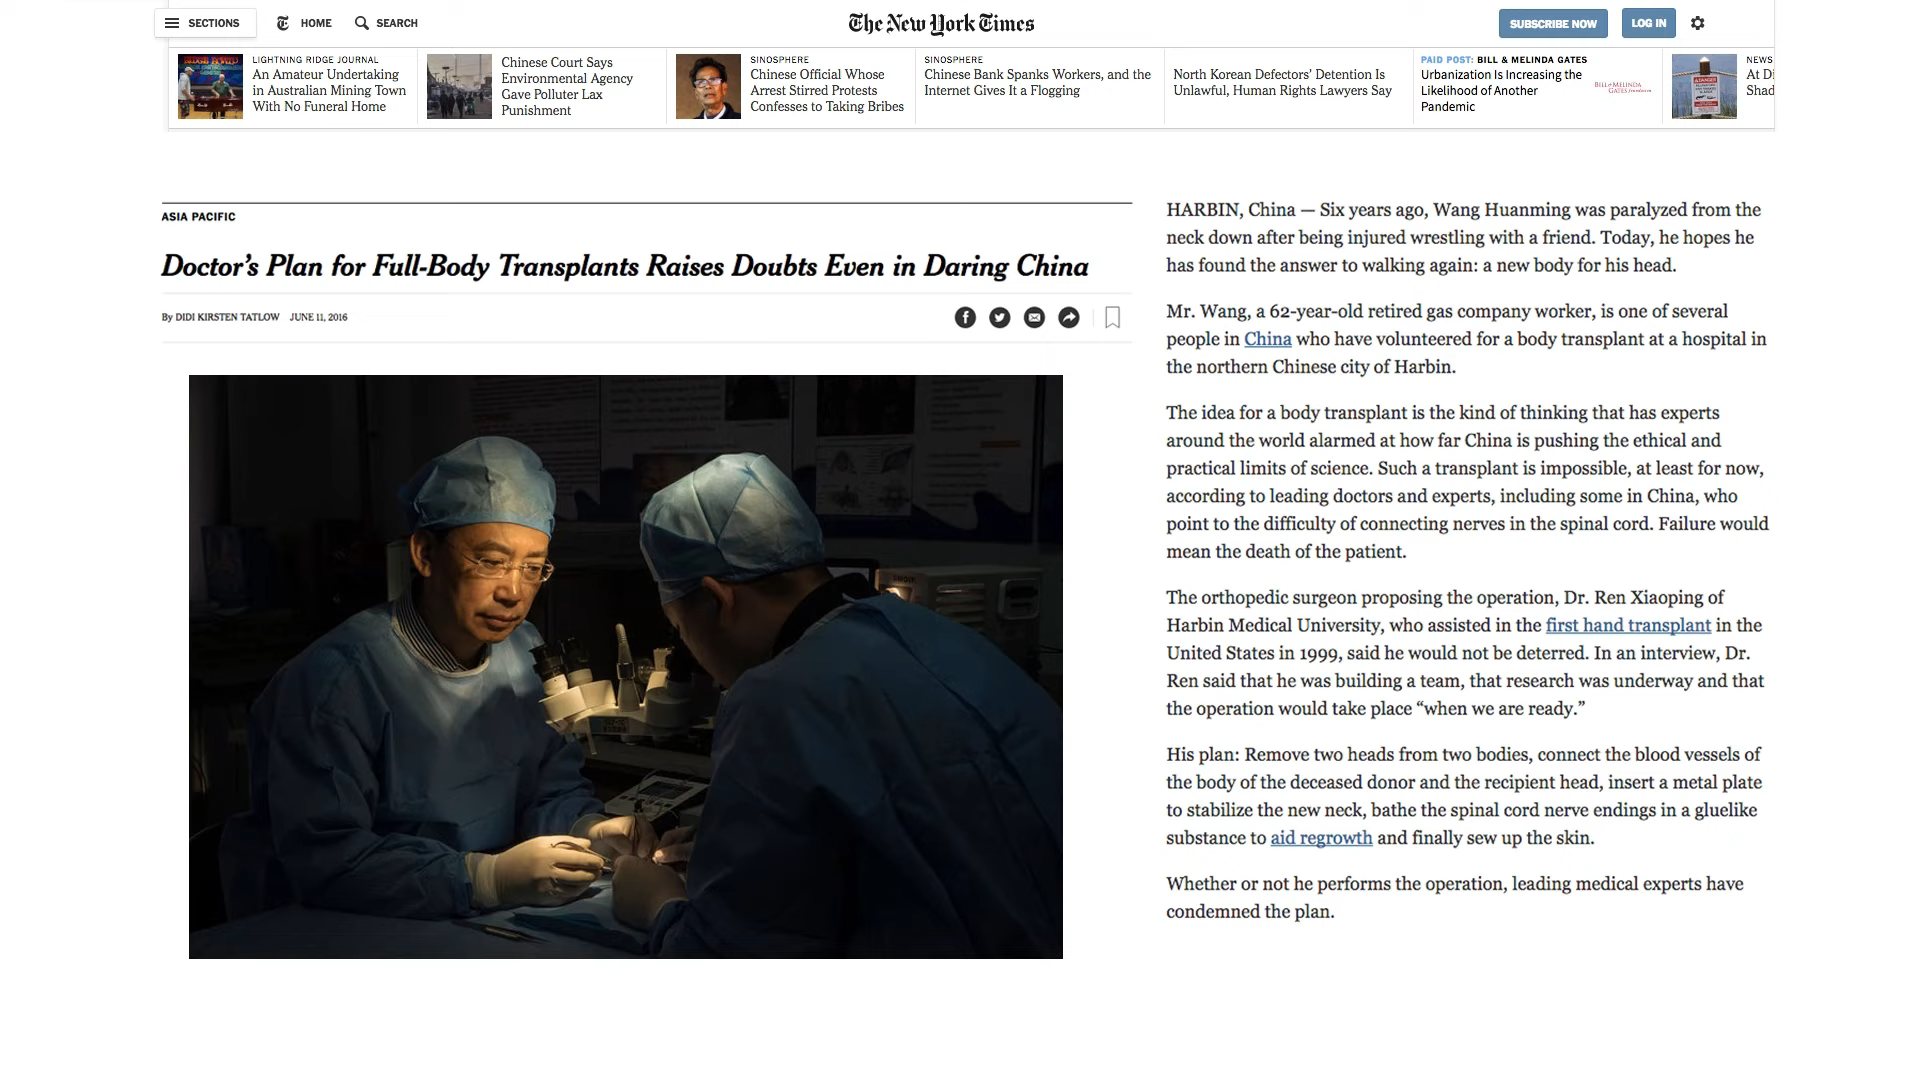 SECTIONS
HOME
SEARCH
The New York Times
SUBSCRIBE NOW
LOG IN
LIGHTNING RIDGE JOURNAL
An Amateur Undertaking
in Australian Mining Town
With No Funeral Home
Chinese Court Says
Environmental Agency
Gave Polluter Lax
Punishment
SINOSPHERE
Chinese Official Whose
Arrest Stirred Protests
Confesses to Taking Bribes
SINOSPHERE
Chinese Bank Spanks Workers, and the
Internet Gives It a Flogging
North Korean Defectors’ Detention Is
Unlawful, Human Rights Lawyers Say
PAID POST: BILL & MELINDA GATES
Urbanization Is Increasing the
Likelihood of Another
Pandemic
BILL & MELINDA
GATES foundation
NEWS
At Di
Shad
ASIA PACIFIC
Doctor’s Plan for Full-Body Transplants Raises Doubts Even in Daring China
By DIDI KIRSTEN TATLOW JUNE 11, 2016
HARBIN, China — Six years ago, Wang Huanming was paralyzed from the
neck down after being injured wrestling with a friend. Today, he hopes he
has found the answer to walking again: a new body for his head.
Mr. Wang, a 62-year-old retired gas company worker, is one of several
people in China who have volunteered for a body transplant at a hospital in
the northern Chinese city of Harbin.
The idea for a body transplant is the kind of thinking that has experts
around the world alarmed at how far China is pushing the ethical and
practical limits of science. Such a transplant is impossible, at least for now,
according to leading doctors and experts, including some in China, who
point to the difficulty of connecting nerves in the spinal cord. Failure would
mean the death of the patient.
The orthopedic surgeon proposing the operation, Dr. Ren Xiaoping of
Harbin Medical University, who assisted in the first hand transplant in the
United States in 1999, said he would not be deterred. In an interview, Dr.
Ren said that he was building a team, that research was underway and that
the operation would take place “when we are ready.”
His plan: Remove two heads from two bodies, connect the blood vessels of
the body of the deceased donor and the recipient head, insert a metal plate
to stabilize the new neck, bathe the spinal cord nerve endings in a gluelike
substance to aid regrowth and finally sew up the skin.
Whether or not he performs the operation, leading medical experts have
condemned the plan.